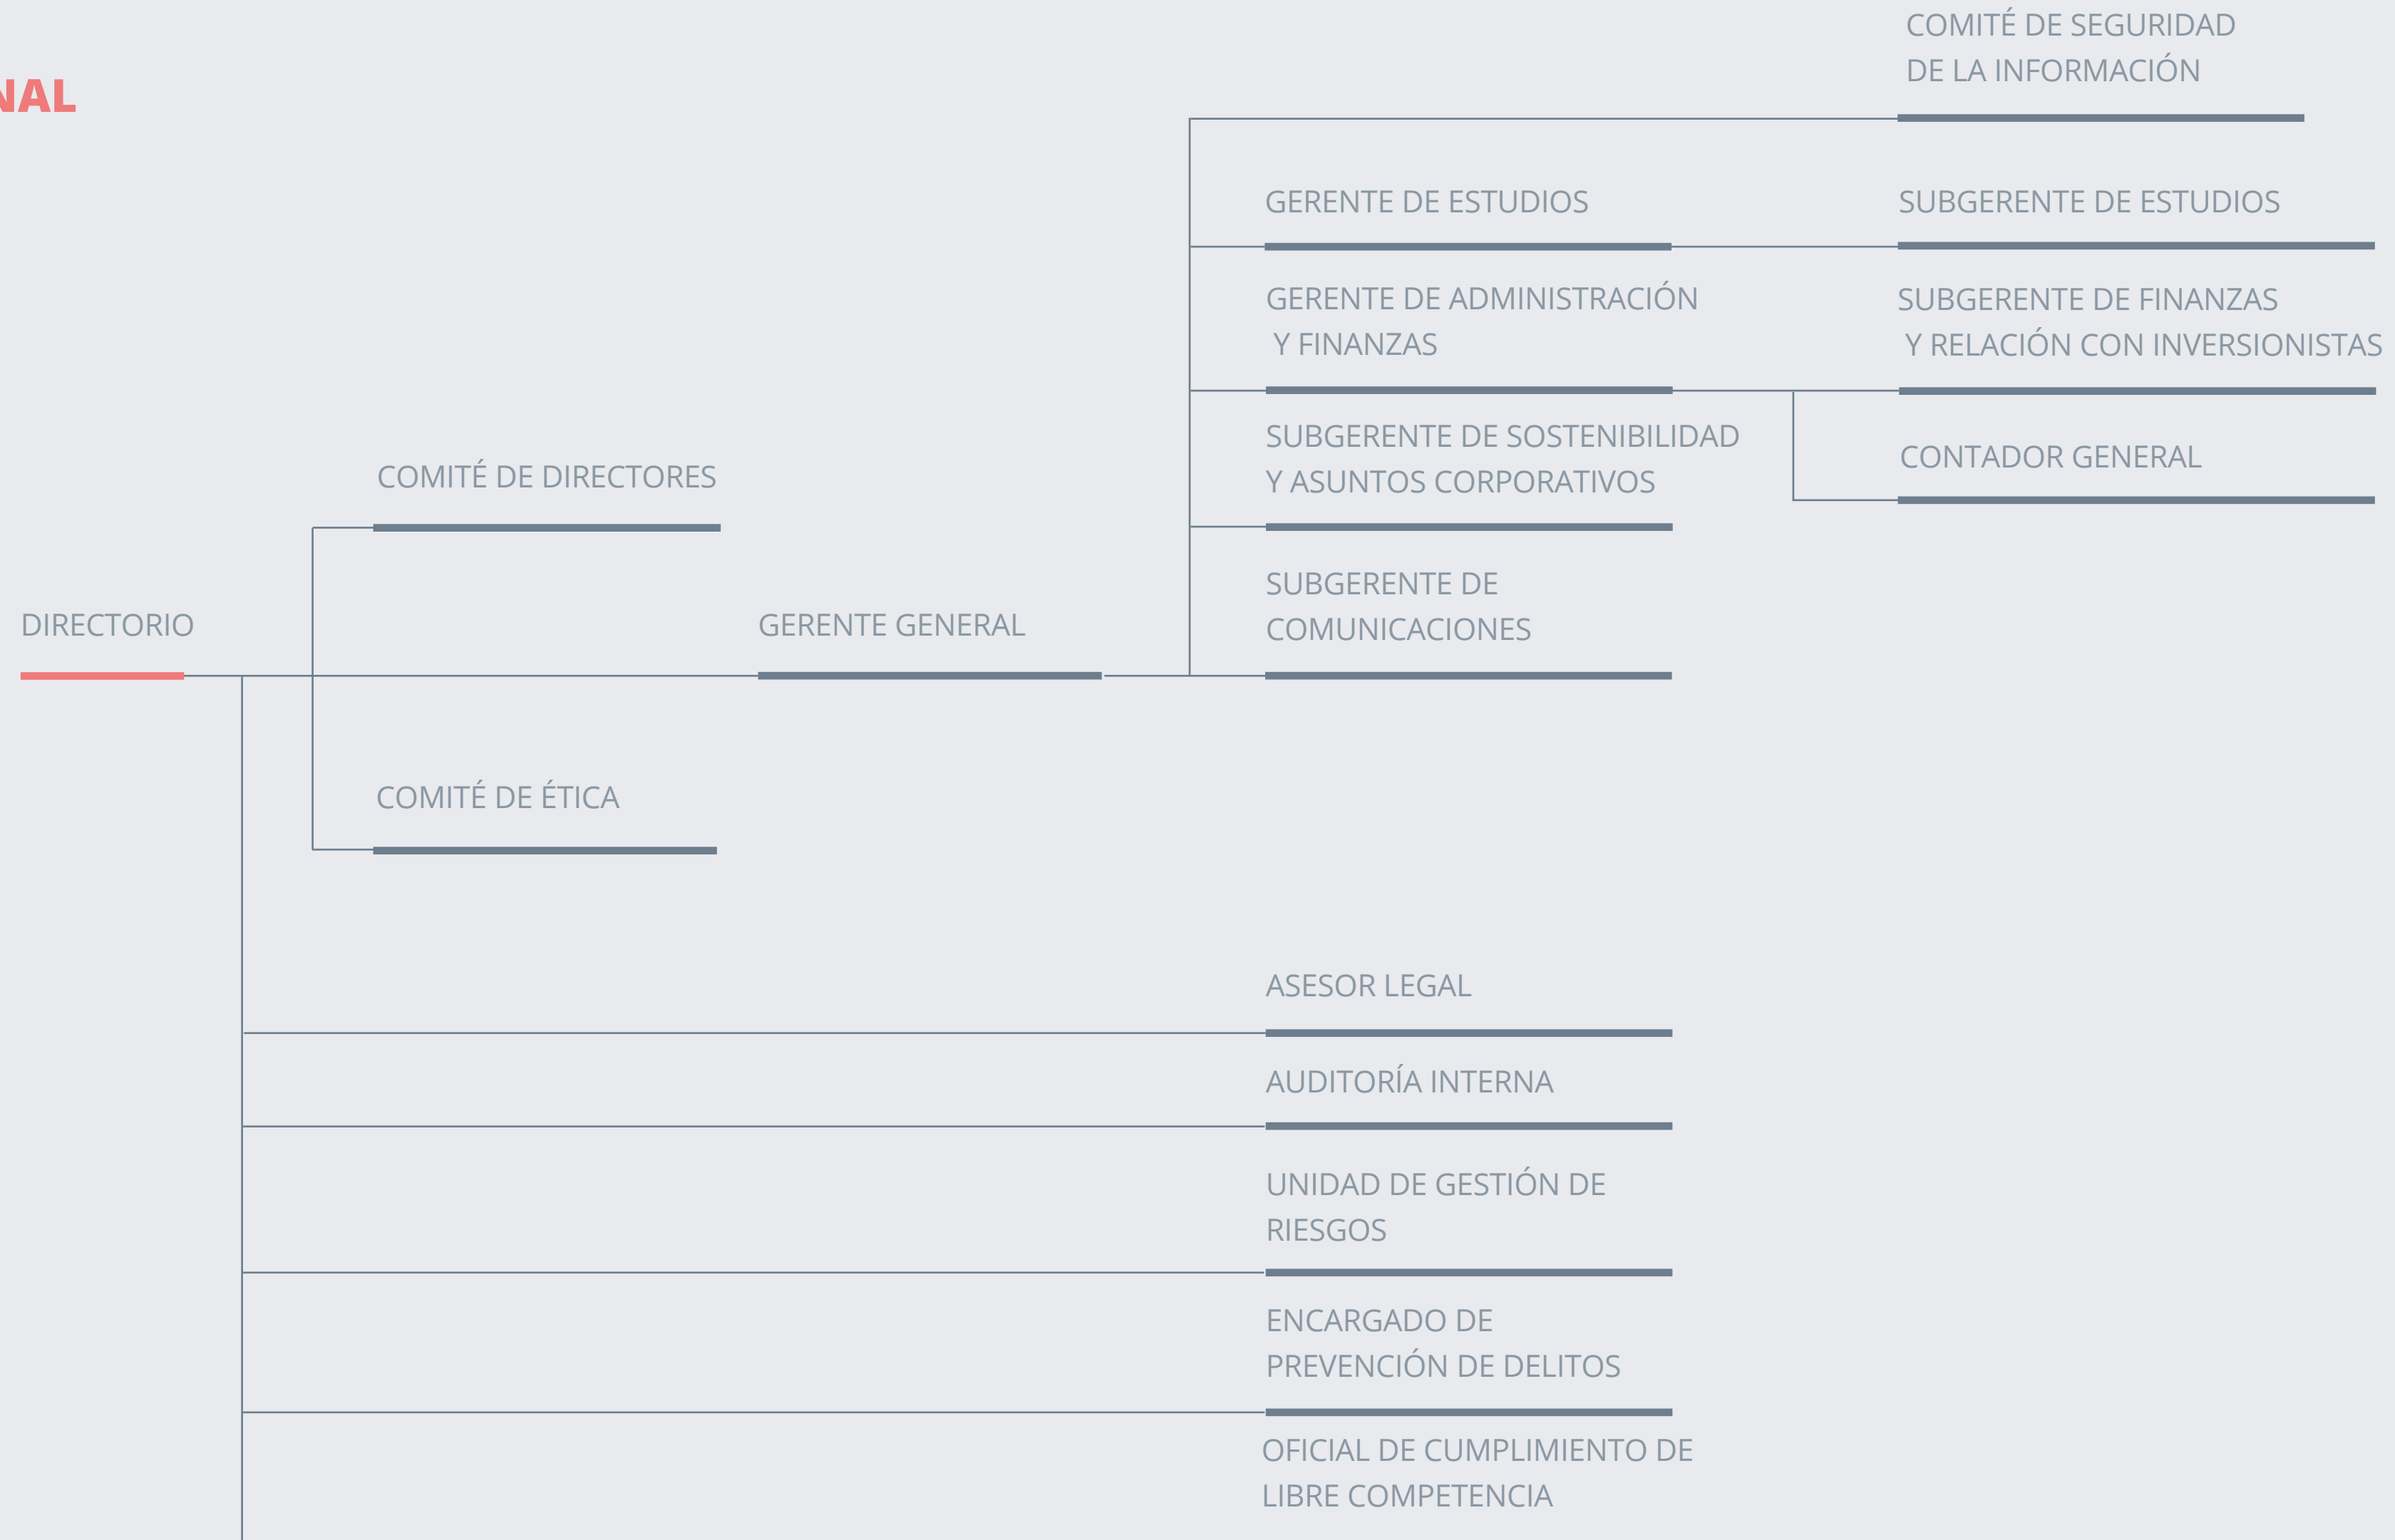 NAL
COMITÉ DE SEGURIDAD
DE LA INFORMACIÓN
GERENTE DE ESTUDIOS
SUBGERENTE DE ESTUDIOS
GERENTE DE ADMINISTRACIÓN
Y FINANZAS
SUBGERENTE DE FINANZAS
Y RELACIÓN CON INVERSIONISTAS
SUBGERENTE DE SOSTENIBILIDAD
Y ASUNTOS CORPORATIVOS
CONTADOR GENERAL
COMITÉ DE DIRECTORES
SUBGERENTE DE
COMUNICACIONES
DIRECTORIO
GERENTE GENERAL
COMITÉ DE ÉTICA
ASESOR LEGAL
AUDITORÍA INTERNA
UNIDAD DE GESTIÓN DE
RIESGOS
ENCARGADO DE
PREVENCIÓN DE DELITOS
OFICIAL DE CUMPLIMIENTO DE
LIBRE COMPETENCIA